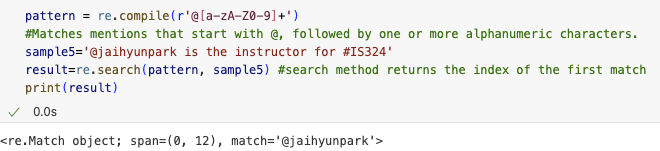 pattern = re.compile(r'@[a-zA-Z0-9]+')
#Matches mentions that start with @, followed by one or more alphanumeric characters.
sample5='@jaihyunpark is the instructor for #IS324'
result=re.search(pattern, sample5) #search method returns the index of the first match
print(result)
✓ 0.0s
<re.Match object; span=(0, 12), match='@jaihyunpark'>